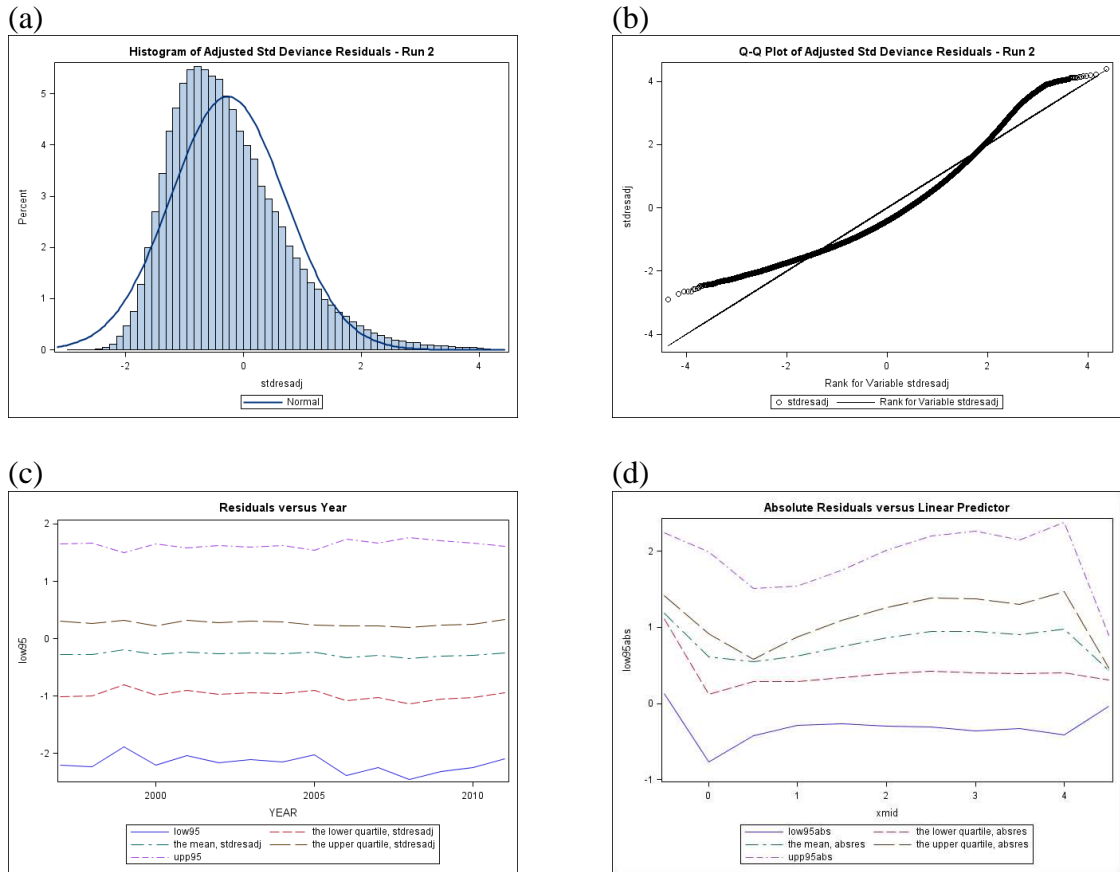 (a)
Histogram of Adjusted Std Deviance Residuals - Run 2
Percent
5
4
3
2
1
0
-2
0
2
4
stdresadj
Normal
(b)
Q-Q Plot of Adjusted Std Deviance Residuals - Run 2
stdresadj
4
2
0
-2
-4
-4
-2
0
2
4
Rank for Variable stdresadj
stdresadj
Rank for Variable stdresadj
(c)
Residuals versus Year
low95
2
1
0
-1
-2
2000
2005
2010
YEAR
low95
the lower quartile, stdresadj
the mean, stdresadj
the upper quartile, stdresadj
upp95
(d)
Absolute Residuals versus Linear Predictor
low95abs
2
1
0
-1
0
1
2
3
4
xmid
low95abs
the lower quartile, absres
the mean, absres
the upper quartile, absres
upp95abs